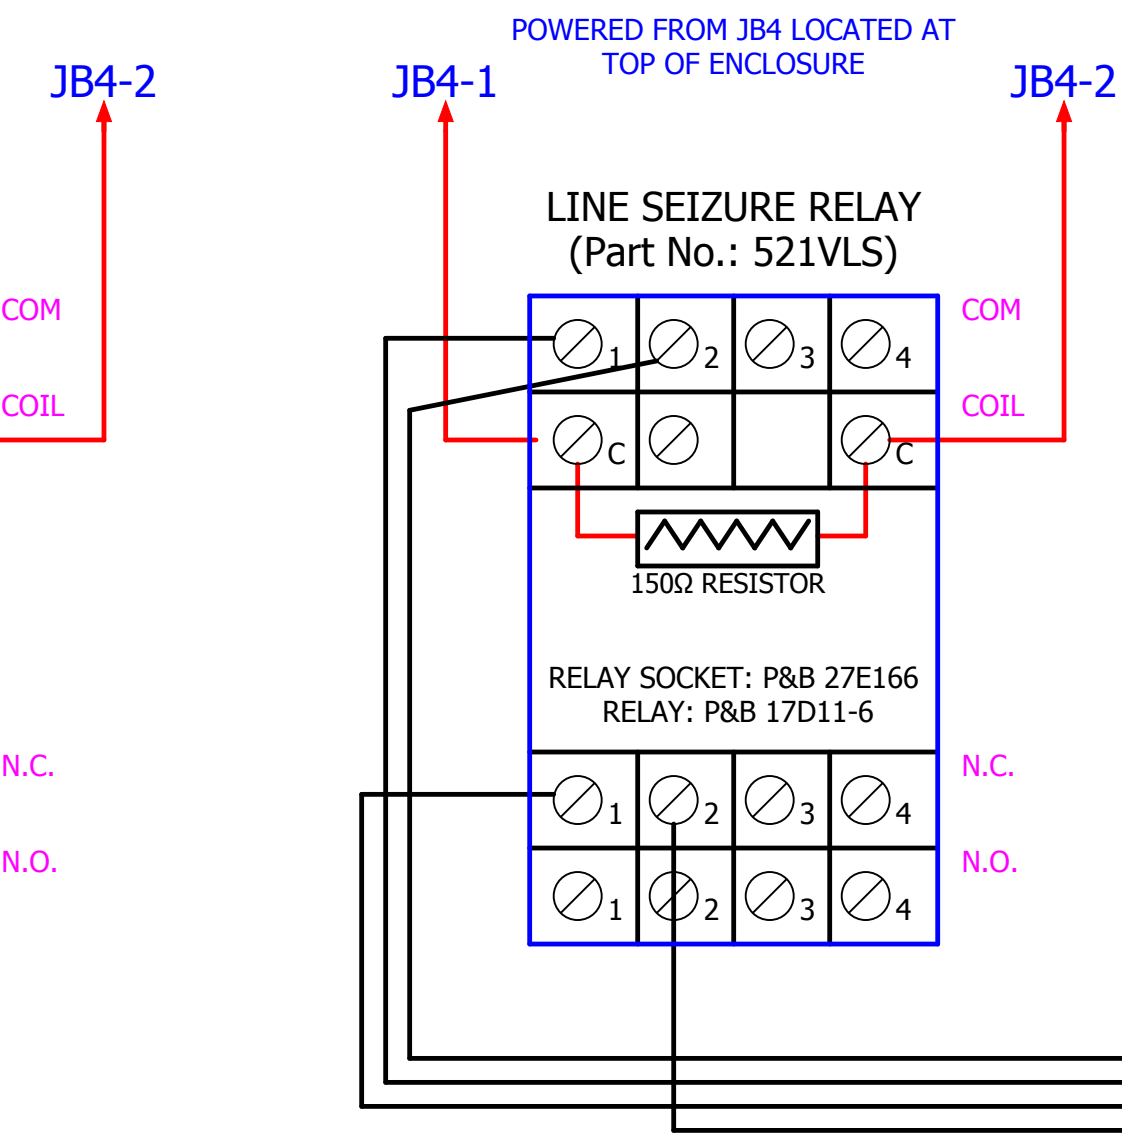 POWERED FROM JB4 LOCATED AT
TOP OF ENCLOSURE
JB4-2
JB4-1
JB4-2
LINE SEIZURE RELAY
(Part No.: 521VLS)
COM
1
2
3
4
COM
COIL
C
C
COIL
150Ω RESISTOR
RELAY SOCKET: P&B 27E166
RELAY: P&B 17D11-6
N.C.
1
2
3
4
N.C.
N.O.
1
2
3
4
N.O.